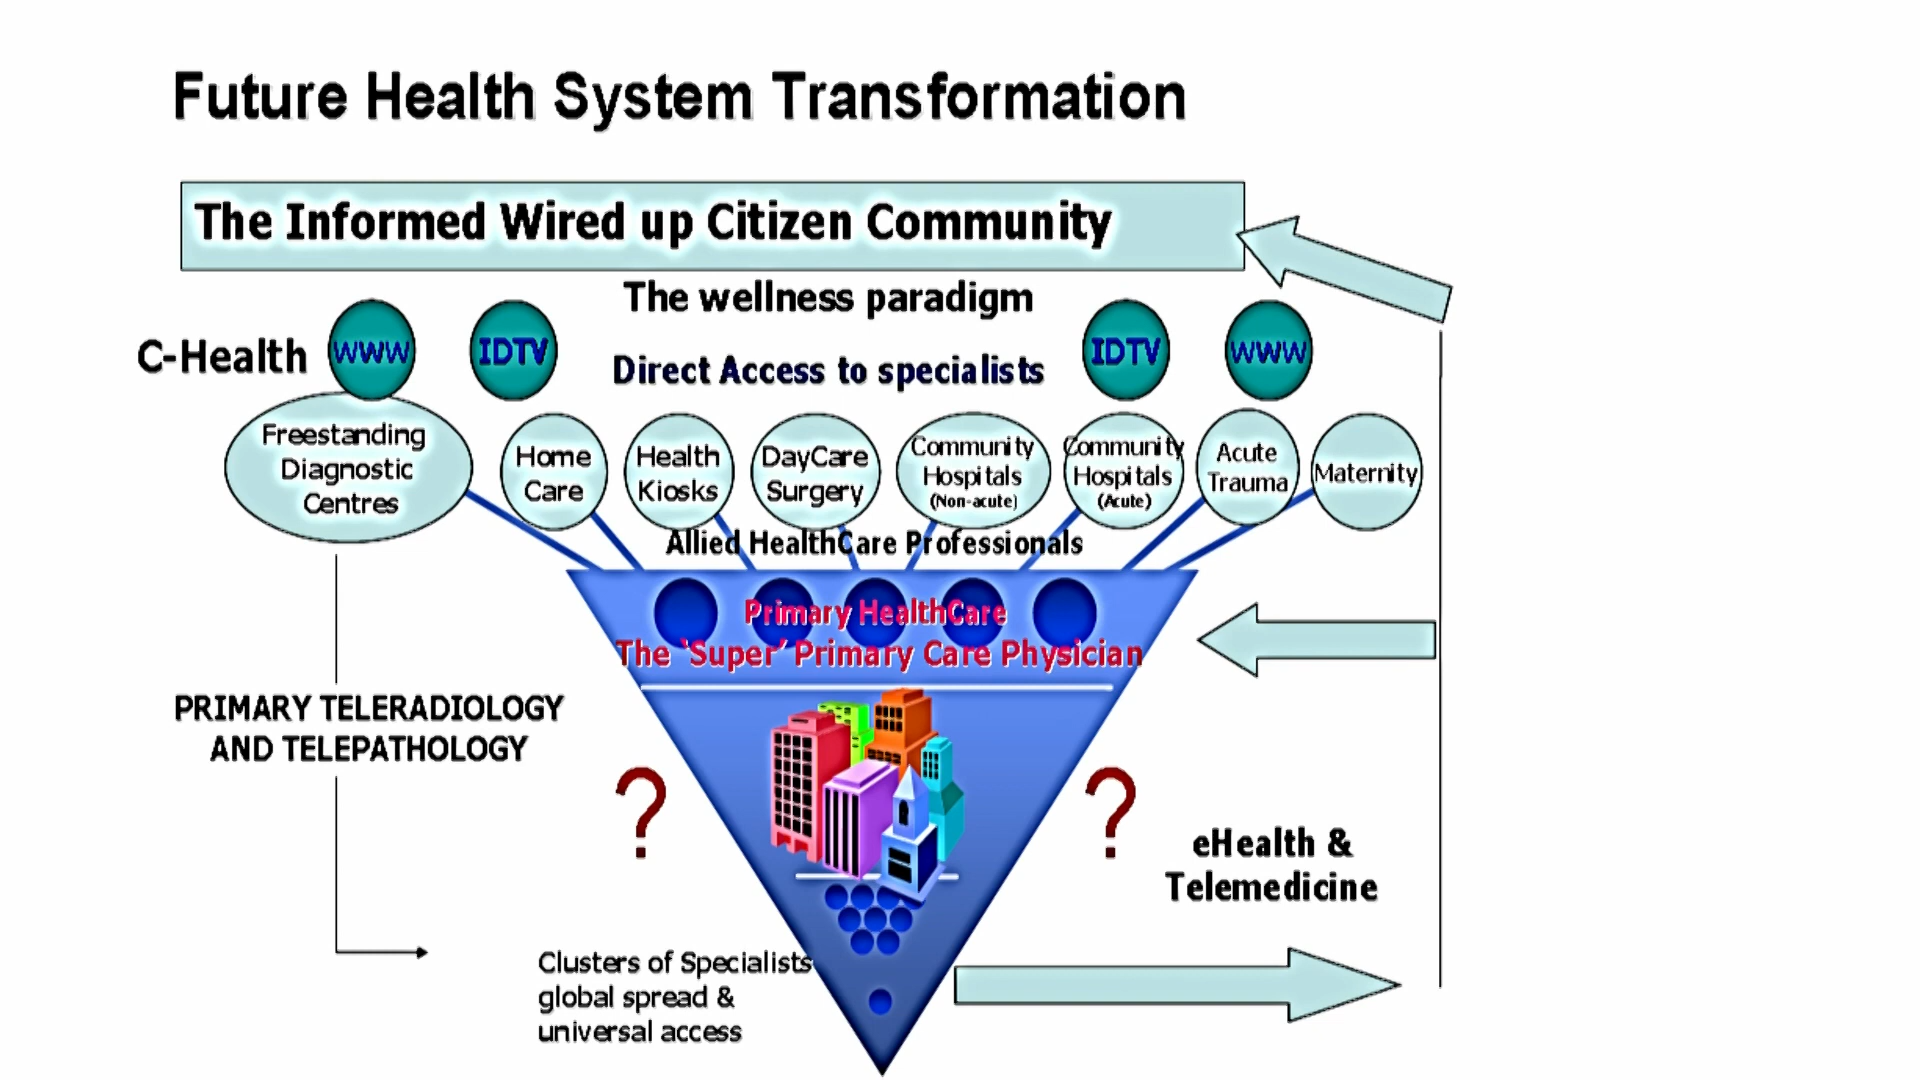 Future Health System Transformation
The Informed Wired up Citizen Community
The wellness paradigm
C-Health
WWW
IDTV
Direct Access to specialists
IDTV
WWW
Freestanding
Diagnostic
Centres
Home
Care
Health
Kiosks
DayCare
Surgery
Community
Hospitals
(Non-acute)
Community
Hospitals
(Acute)
Acute
Trauma
Maternity
Allied HealthCare Professionals
Primary HealthCare
The ‘Super’ Primary Care Physician
PRIMARY TELERADIOLOGY
AND TELEPATHOLOGY
?
?
eHealth &
Telemedicine
Clusters of Specialists
global spread &
universal access